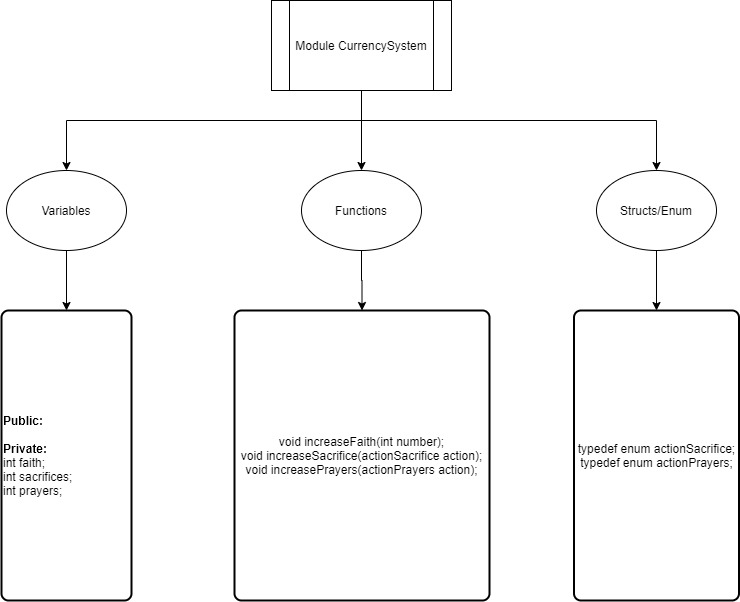 Module CurrencySystem
Variables
Functions
Structs/Enum
Public:
Private:
int faith;
int sacrifices;
int prayers;
void increaseFaith(int number);
void increaseSacrifice(actionSacrifice action);
void increasePrayers(actionPrayers action);
typedef enum actionSacrifice;
typedef enum actionPrayers;